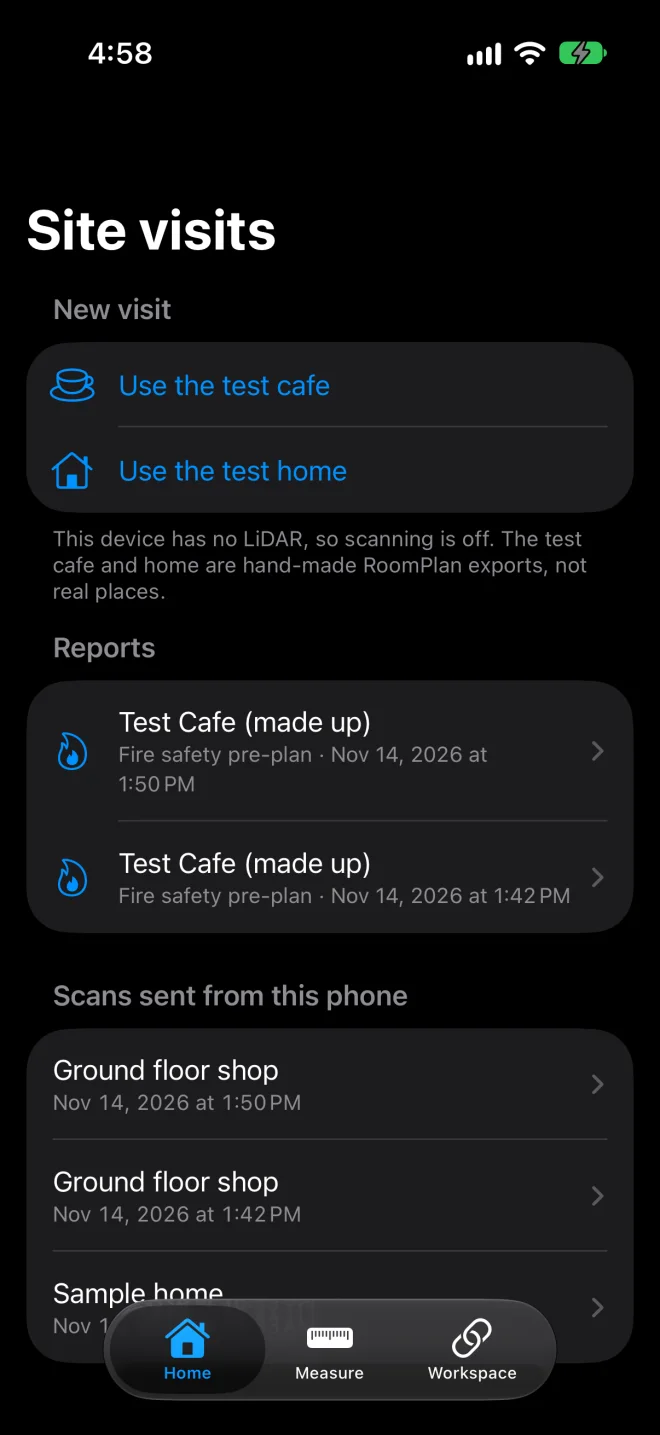 4:58
Site visits
New visit
Use the test cafe
Use the test home
This device has no LiDAR, so scanning is off. The test
cafe and home are hand-made RoomPlan exports, not
real places.
Reports
Test Cafe (made up)
Fire safety pre-plan · Nov 14, 2026 at
1:50 PM
Test Cafe (made up)
Fire safety pre-plan · Nov 14, 2026 at 1:42 PM
Scans sent from this phone
Ground floor shop
Nov 14, 2026 at 1:50 PM
Ground floor shop
Nov 14, 2026 at 1:42 PM
Sample home
Nov 1
Home
Measure
Workspace